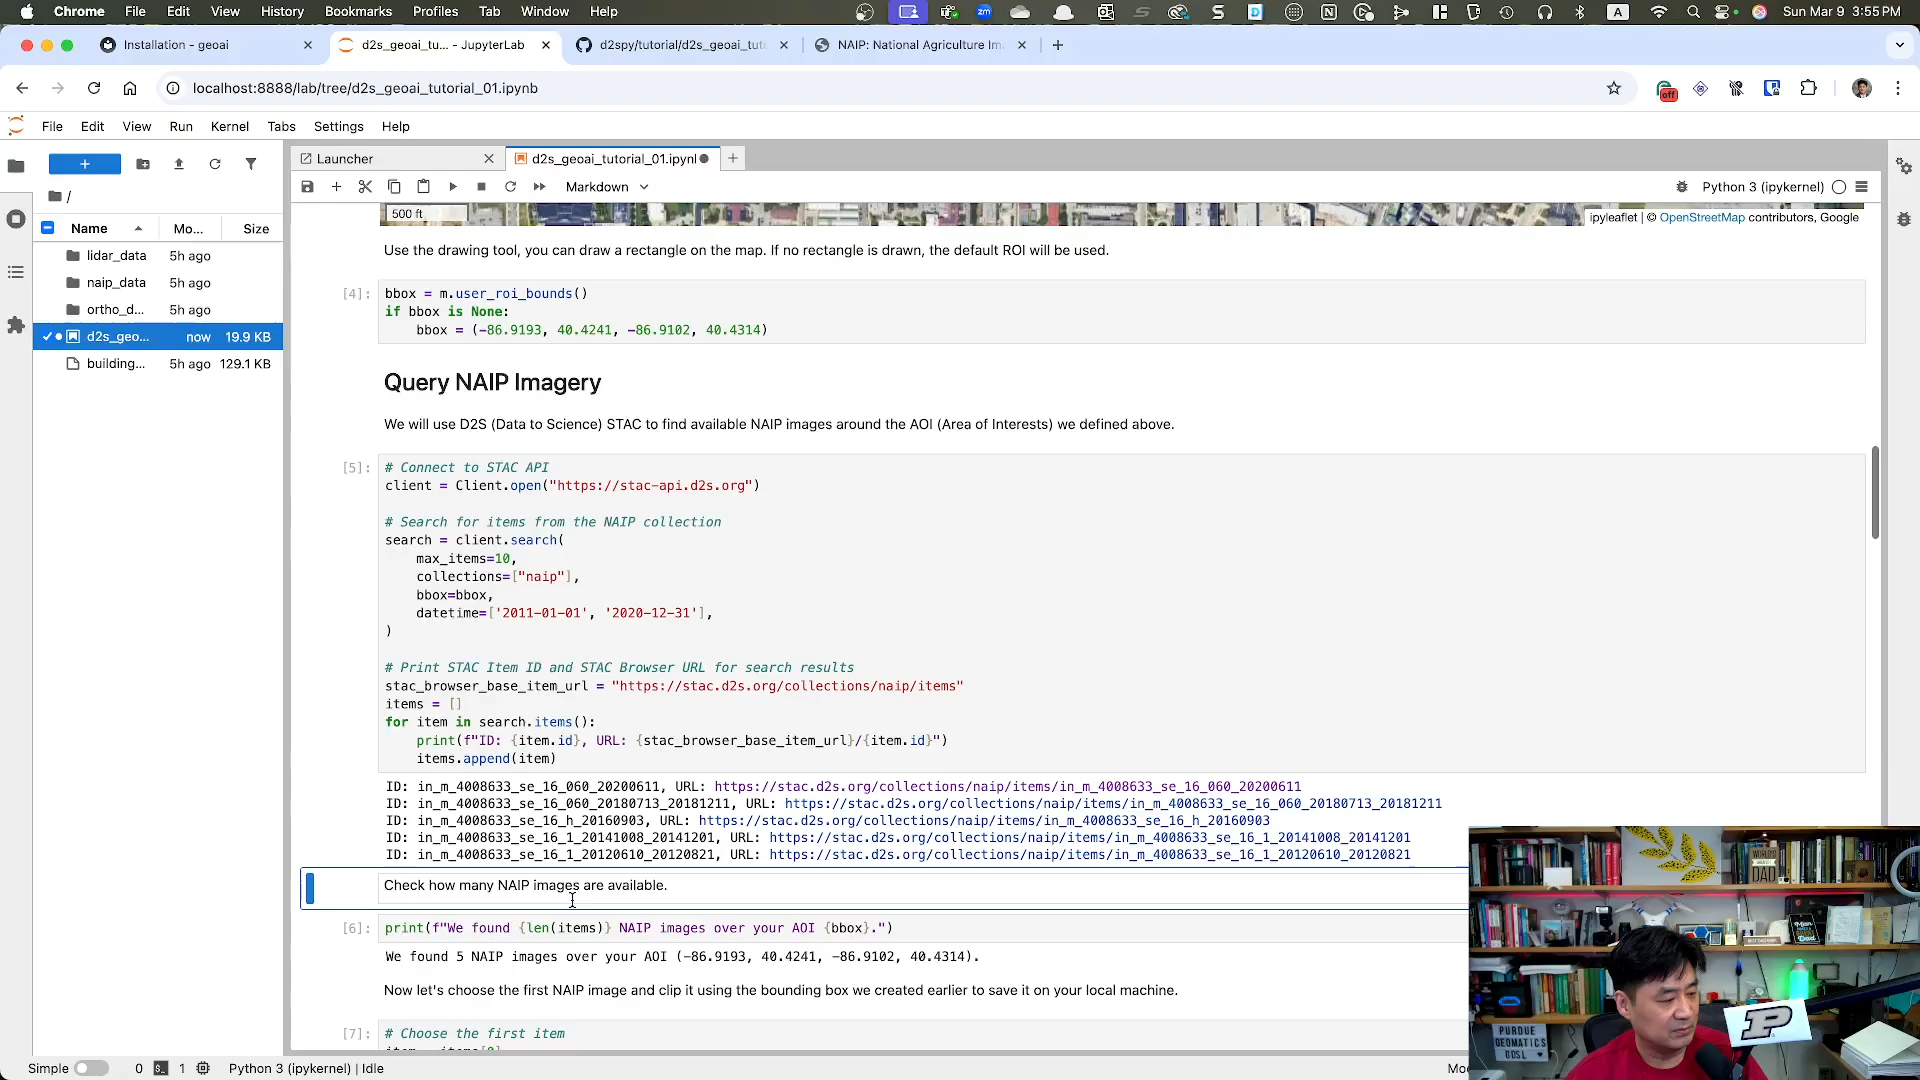 Chrome File Edit View History Bookmarks Profiles Tab Window Help
Sun Mar 9 3:55 PM
Installation - geoai
d2s_geoai_tu... - JupyterLab
d2spy/tutorial/d2s_geoai_tut
NAIP: National Agriculture Im
localhost:8888/lab/tree/d2s_geoai_tutorial_01.ipynb
off
File Edit View Run Kernel Tabs Settings Help
Launcher
d2s_geoai_tutorial_01.ipynl
Markdown
Python 3 (ipykernel)
/
Name Mo... Size
lidar_data 5h ago
naip_data 5h ago
ortho_d... 5h ago
d2s_geo... now 19.9 KB
building... 5h ago 129.1 KB
500 ft
ipyleaflet | © OpenStreetMap contributors, Google
Use the drawing tool, you can draw a rectangle on the map. If no rectangle is drawn, the default ROI will be used.
[4]:
bbox = m.user_roi_bounds()
if bbox is None:
bbox = (-86.9193, 40.4241, -86.9102, 40.4314)
Query NAIP Imagery
We will use D2S (Data to Science) STAC to find available NAIP images around the AOI (Area of Interests) we defined above.
[5]:
# Connect to STAC API
client = Client.open("https://stac-api.d2s.org")
# Search for items from the NAIP collection
search = client.search(
max_items=10,
collections=["naip"],
bbox=bbox,
datetime=['2011-01-01', '2020-12-31'],
)
# Print STAC Item ID and STAC Browser URL for search results
stac_browser_base_item_url = "https://stac.d2s.org/collections/naip/items"
items = []
for item in search.items():
print(f"ID: {item.id}, URL: {stac_browser_base_item_url}/{item.id}")
items.append(item)
ID: in_m_4008633_se_16_060_20200611, URL: https://stac.d2s.org/collections/naip/items/in_m_4008633_se_16_060_20200611
ID: in_m_4008633_se_16_060_20180713_20181211, URL: https://stac.d2s.org/collections/naip/items/in_m_4008633_se_16_060_20180713_20181211
ID: in_m_4008633_se_16_h_20160903, URL: https://stac.d2s.org/collections/naip/items/in_m_4008633_se_16_h_20160903
ID: in_m_4008633_se_16_1_20141008_20141201, URL: https://stac.d2s.org/collections/naip/items/in_m_4008633_se_16_1_20141008_20141201
ID: in_m_4008633_se_16_1_20120610_20120821, URL: https://stac.d2s.org/collections/naip/items/in_m_4008633_se_16_1_20120610_20120821
Check how many NAIP images are available.
[6]:
print(f"We found {len(items)} NAIP images over your AOI {bbox}.")
We found 5 NAIP images over your AOI (-86.9193, 40.4241, -86.9102, 40.4314).
Now let's choose the first NAIP image and clip it using the bounding box we created earlier to save it on your local machine.
[7]:
# Choose the first item
WORLD'S
DAD
P
PURDUE
GEOMATICS
GDSL
Simple 0 1 Python 3 (ipykernel) | Idle